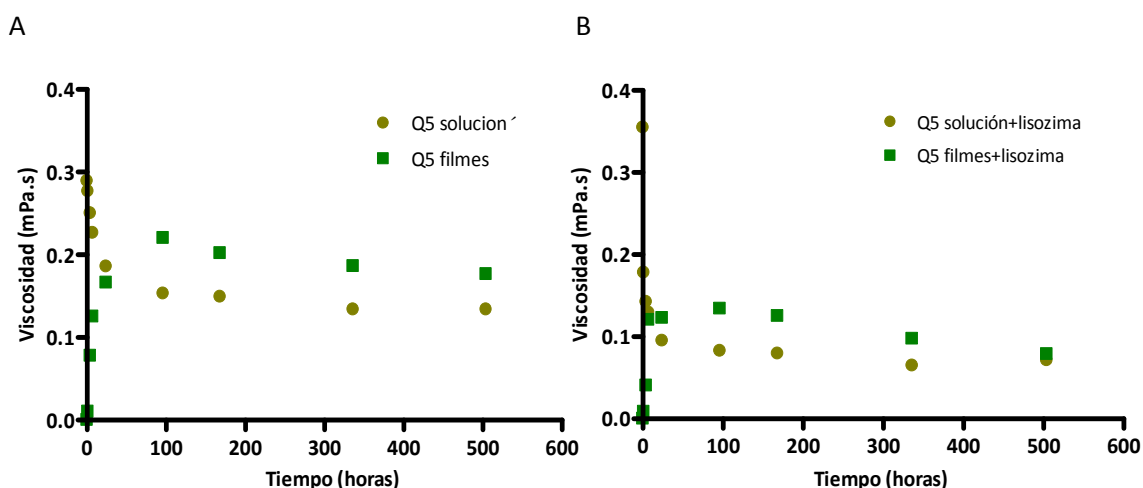 A
B
0.4
0.3
0.2
0.1
0.0
Viscosidad (mPa.s)
Q5 solucion ´
Q5 filmes
0 100 200 300 400 500 600
Tiempo (horas)
0.4
0.3
0.2
0.1
0.0
Viscosidad (mPa.s)
Q5 solución+lisozima
Q5 filmes+lisozima
0 100 200 300 400 500 600
Tiempo (horas)